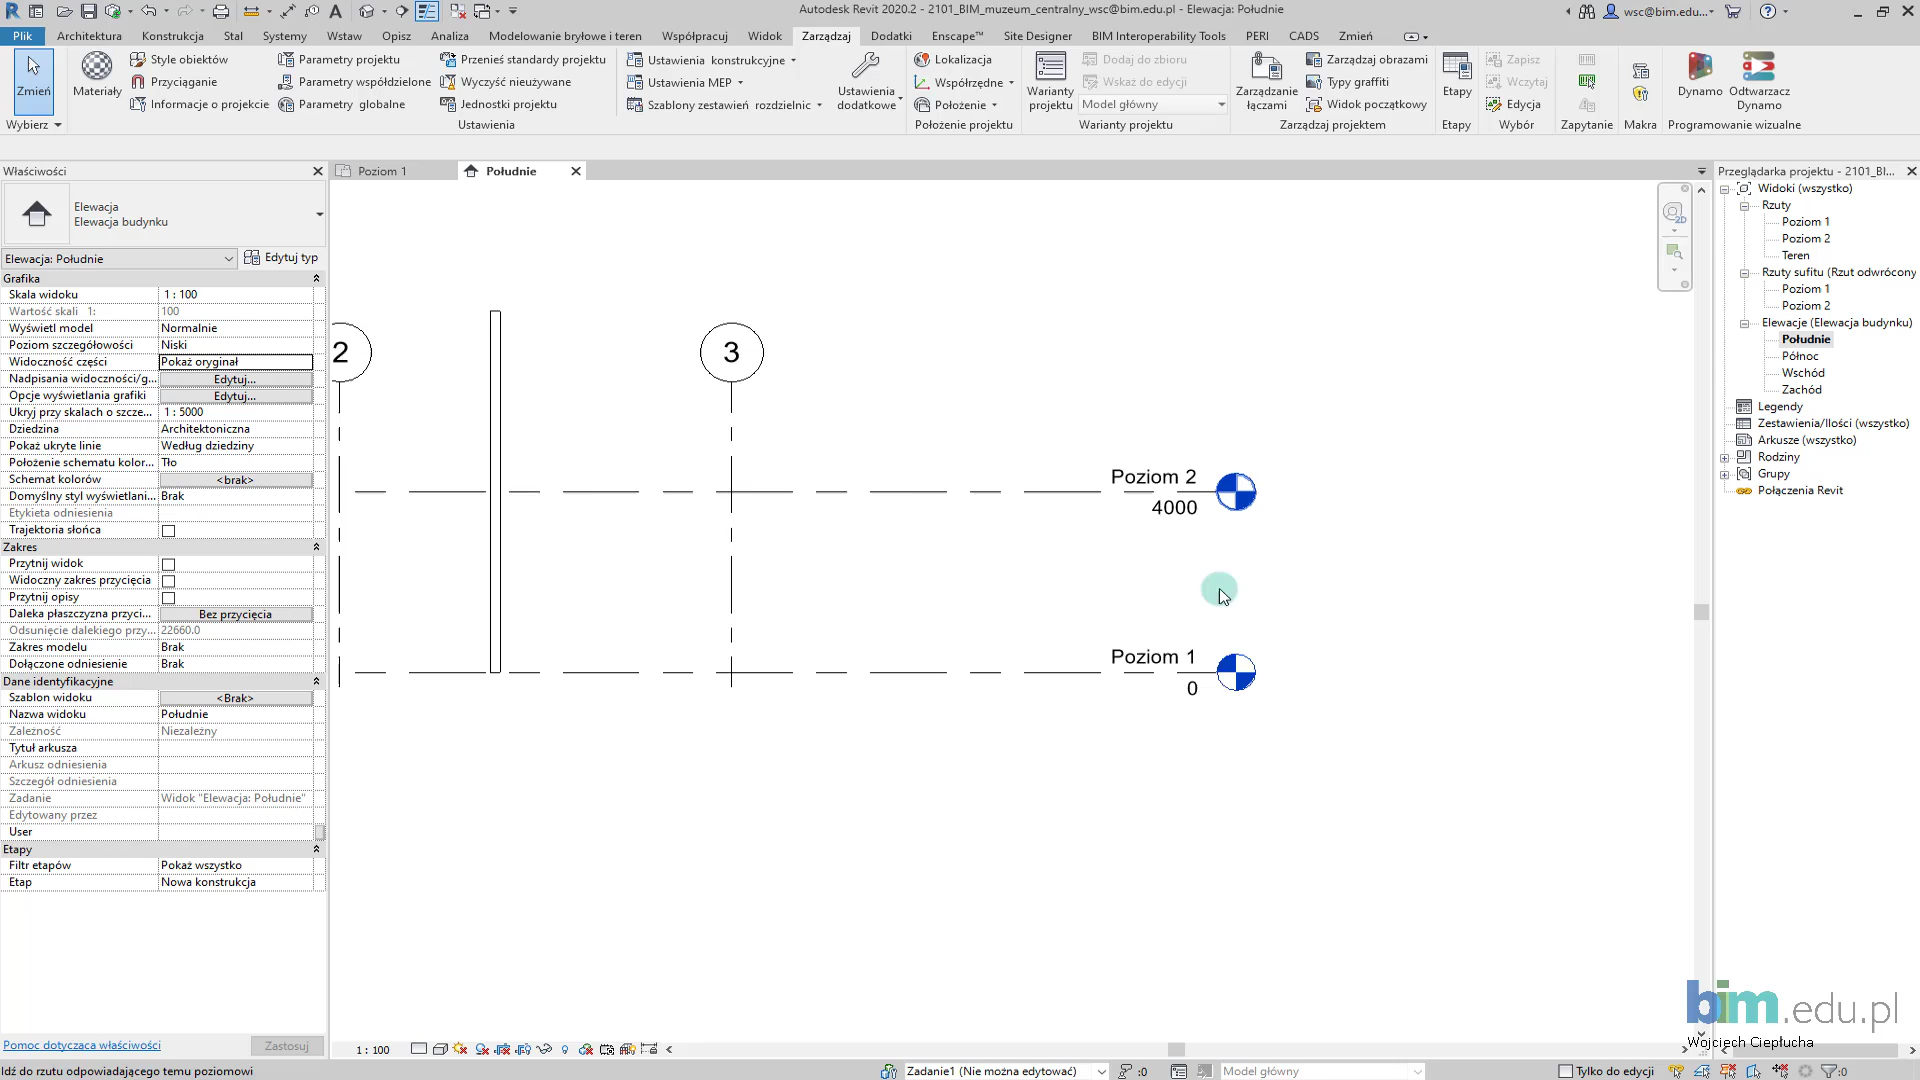 Autodesk Revit 2020.2 - 2101_BIM_muzeum_centralny_wsc@bim.edu.pl - Elewacja: Południe
wsc@bim.edu...
Plik Architektura Konstrukcja Stal Systemy Wstaw Opisz Analiza Modelowanie bryłowe i teren Współpracuj Widok Zarządzaj Dodatki Enscape™ Site Designer BIM Interoperability Tools PERI CADS Zmień
Zmień
Materiały
Style obiektów
Przyciąganie
Informacje o projekcie
Parametry projektu
Parametry współdzielone
Parametry globalne
Przenieś standardy projektu
Wyczyść nieużywane
Jednostki projektu
Ustawienia konstrukcyjne
Ustawienia MEP
Szablony zestawień rozdzielnic
Ustawienia
dodatkowe
Lokalizacja
Współrzędne
Położenie
Warianty
projektu
Dodaj do zbioru
Wskaż do edycji
Model główny
Zarządzanie
łączami
Zarządzaj obrazami
Typy graffiti
Widok początkowy
Etapy
Zapisz
Wczytaj
Edycja
Dynamo
Odtwarzacz
Dynamo
Wybierz Ustawienia Położenie projektu Warianty projektu Zarządzaj projektem Etapy Wybór Zapytanie Makra Programowanie wizualne
Właściwości
Elewacja
Elewacja budynku
Elewacja: Południe
Edytuj typ
Grafika
Skala widoku 1 : 100
Wartość skali 1: 100
Wyświetl model Normalnie
Poziom szczegółowości Niski
Widoczność części Pokaż oryginał
Nadpisania widoczności/g... Edytuj...
Opcje wyświetlania grafiki Edytuj...
Ukryj przy skalach o szcze... 1 : 5000
Dziedzina Architektoniczna
Pokaż ukryte linie Według dziedziny
Położenie schematu kolor... Tło
Schemat kolorów <brak>
Domyślny styl wyświetlani... Brak
Etykieta odniesienia
Trajektoria słońca
Zakres
Przytnij widok
Widoczny zakres przycięcia
Przytnij opisy
Daleka płaszczyzna przyci... Bez przycięcia
Odsunięcie dalekiego przy... 22660.0
Zakres modelu Brak
Dołączone odniesienie Brak
Dane identyfikacyjne
Szablon widoku <Brak>
Nazwa widoku Południe
Zależność Niezależny
Tytuł arkusza
Arkusz odniesienia
Szczegół odniesienia
Zadanie Widok "Elewacja: Południe"
Edytowany przez
User
Etapy
Filtr etapów Pokaż wszystko
Etap Nowa konstrukcja
Pomoc dotycząca właściwości
Zastosuj
Poziom 1
Południe
2
3
Poziom 2
4000
Poziom 1
0
2D
1 : 100
Przeglądarka projektu - 2101_BI...
Widoki (wszystko)
Rzuty
Poziom 1
Poziom 2
Teren
Rzuty sufitu (Rzut odwrócony
Poziom 1
Poziom 2
Elewacje (Elewacja budynku)
Południe
Północ
Wschód
Zachód
Legendy
Zestawienia/Ilości (wszystko)
Arkusze (wszystko)
Rodziny
Grupy
Połączenia Revit
bim.edu.pl
Wojciech Ciepłucha
Idź do rzutu odpowiadającego temu poziomowi
Zadanie1 (Nie można edytować)
:0
Model główny
Tylko do edycji
:0